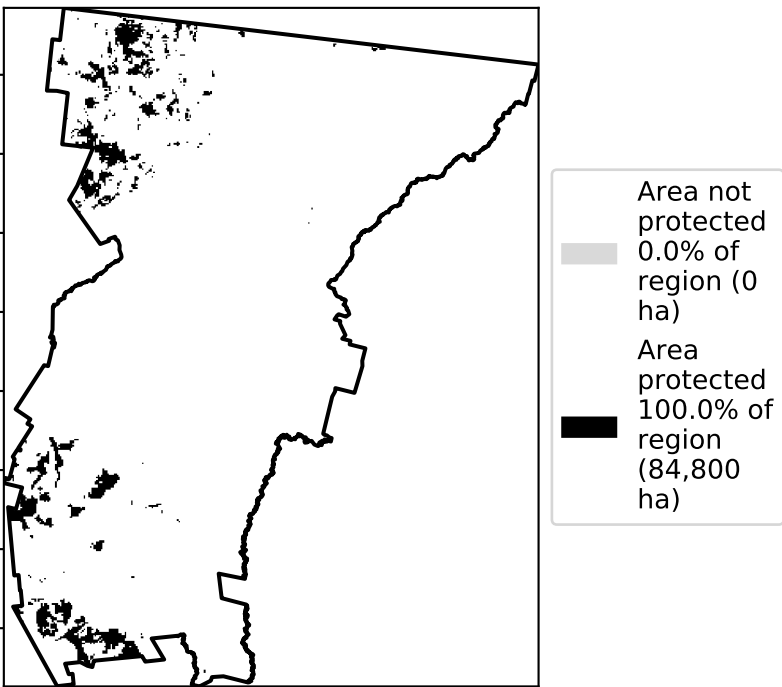 Area not
protected
0.0% of
region (0
ha)
Area
protected
100.0% of
region
(84,800
ha)